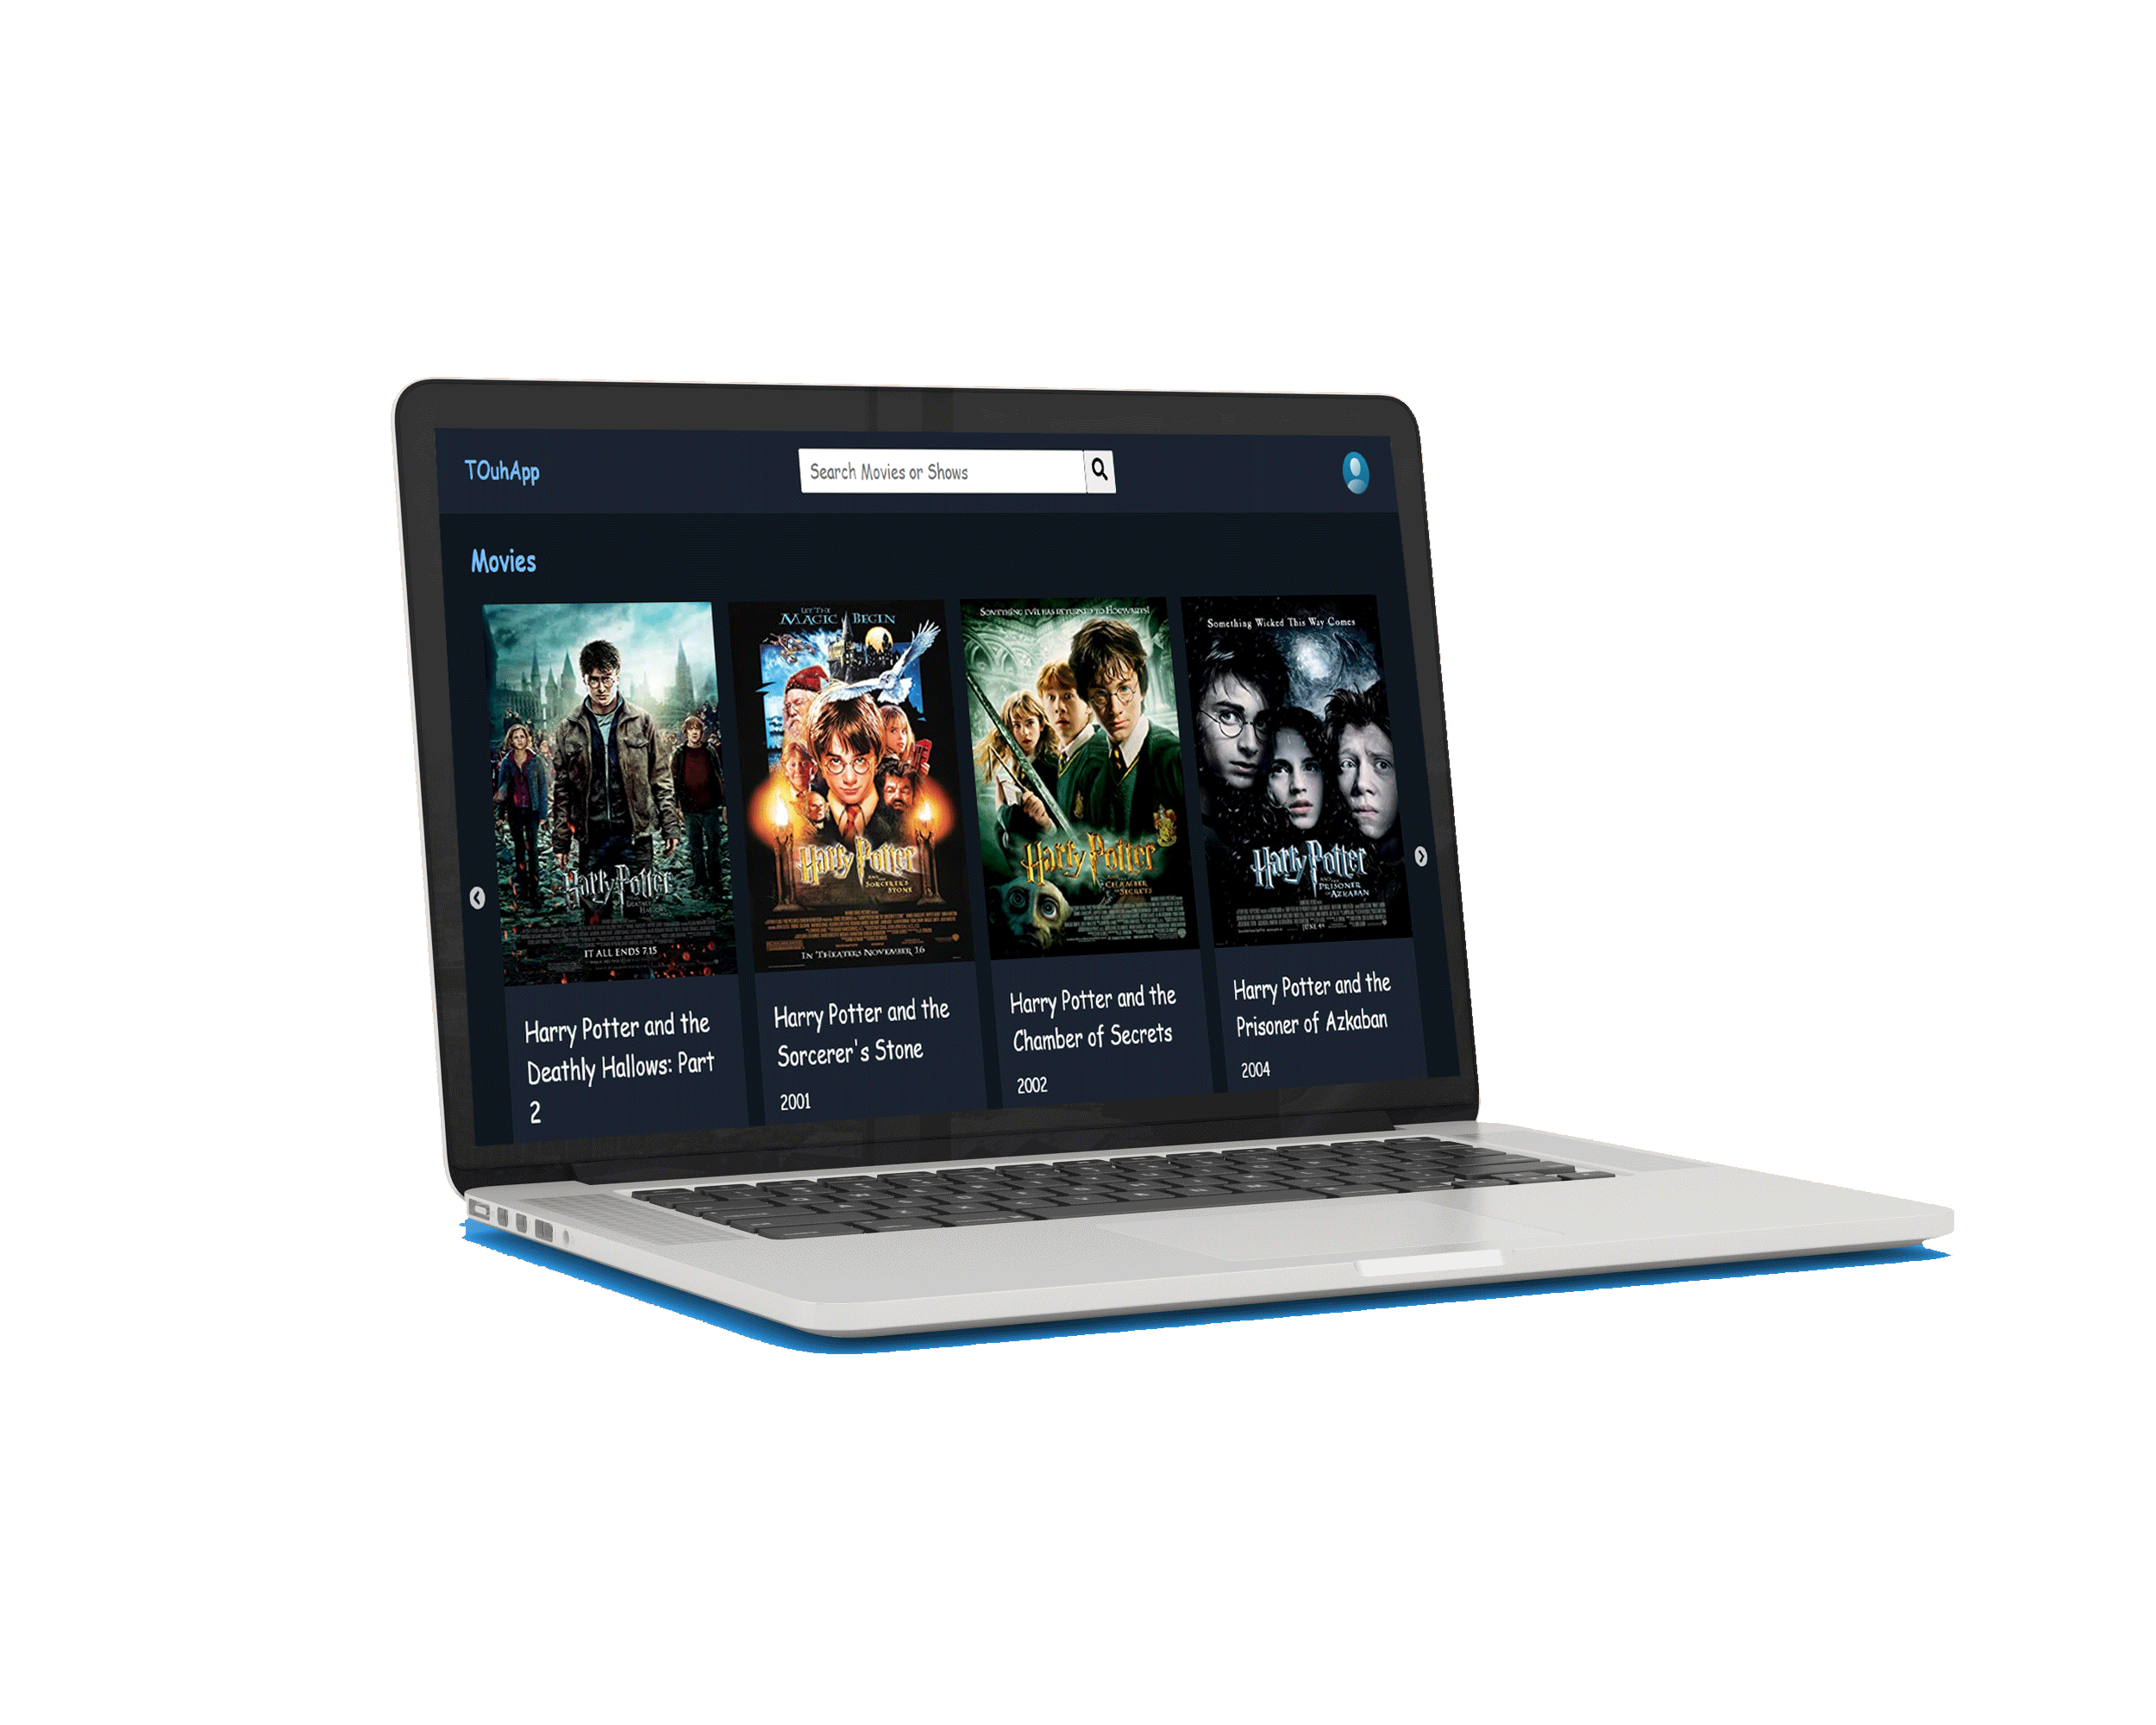 TOuhApp
Search Movies or Shows
Movies
LET THE
MAGIC BEGIN
SOMETHING EVIL HAS RETURNED TO HOGWARTS!
Something Wicked This Way Comes
Harry Potter
IT ALL ENDS 7.15
Harry Potter
AND THE
SORCERER'S
STONE
IN THEATERS NOVEMBER 16
Harry Potter
AND THE
CHAMBER
OF SECRETS
Harry Potter
AND THE
PRISONER
OF AZKABAN
JUNE 4
Harry Potter and the
Deathly Hallows: Part
2
Harry Potter and the
Sorcerer's Stone
2001
Harry Potter and the
Chamber of Secrets
2002
Harry Potter and the
Prisoner of Azkaban
2004